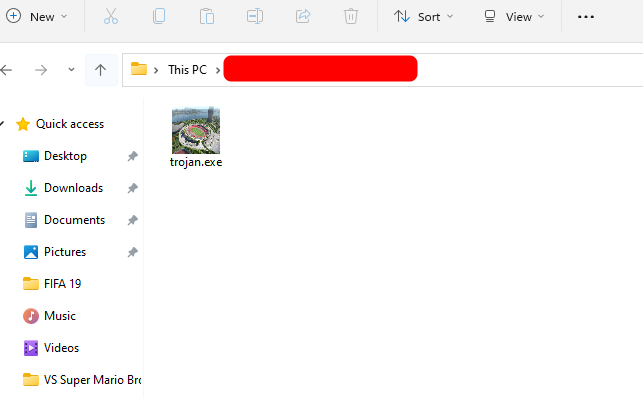 New
Sort
View
This PC
Quick access
trojan.exe
Desktop
Downloads
Documents
Pictures
FIFA 19
Music
Videos
VS Super Mario Bro